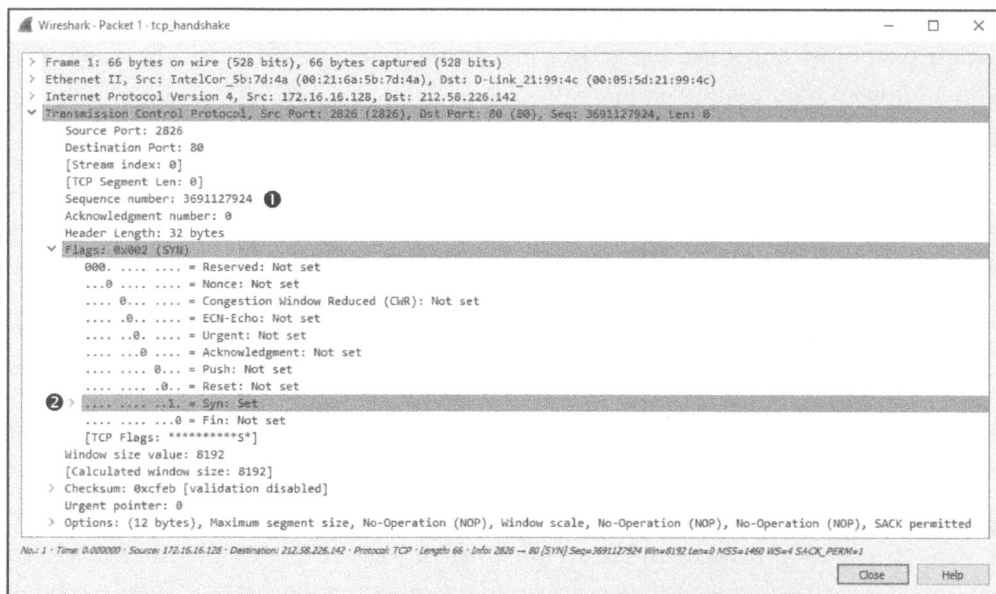 Wireshark · Packet 1 · tcp_handshake
> Frame 1: 66 bytes on wire (528 bits), 66 bytes captured (528 bits)
> Ethernet II, Src: IntelCor_5b:7d:4a (00:21:6a:5b:7d:4a), Dst: D-Link_21:99:4c (00:05:5d:21:99:4c)
> Internet Protocol Version 4, Src: 172.16.16.128, Dst: 212.58.226.142
Transmission Control Protocol, Src Port: 2826 (2826), Dst Port: 80 (80), Seq: 3691127924, Len: 0
Source Port: 2826
Destination Port: 80
[Stream index: 0]
[TCP Segment Len: 0]
Sequence number: 3691127924 ❶
Acknowledgment number: 0
Header Length: 32 bytes
Flags: 0x002 (SYN)
000. .... .... = Reserved: Not set
...0 .... .... = Nonce: Not set
.... 0... .... = Congestion Window Reduced (CWR): Not set
.... .0.. .... = ECN-Echo: Not set
.... ..0. .... = Urgent: Not set
.... ...0 .... = Acknowledgment: Not set
.... .... 0... = Push: Not set
.... .... .0.. = Reset: Not set
❷ > .... .... ..1. = Syn: Set
.... .... ...0 = Fin: Not set
[TCP Flags: **********S*]
Window size value: 8192
[Calculated window size: 8192]
> Checksum: 0xcfeb [validation disabled]
Urgent pointer: 0
> Options: (12 bytes), Maximum segment size, No-Operation (NOP), Window scale, No-Operation (NOP), No-Operation (NOP), SACK permitted
No.: 1 · Time: 0.000000 · Source: 172.16.16.128 · Destination: 212.58.226.142 · Protocol: TCP · Length: 66 · Info: 2826 → 80 [SYN] Seq=3691127924 Win=8192 Len=0 MSS=1460 WS=4 SACK_PERM=1
Close Help